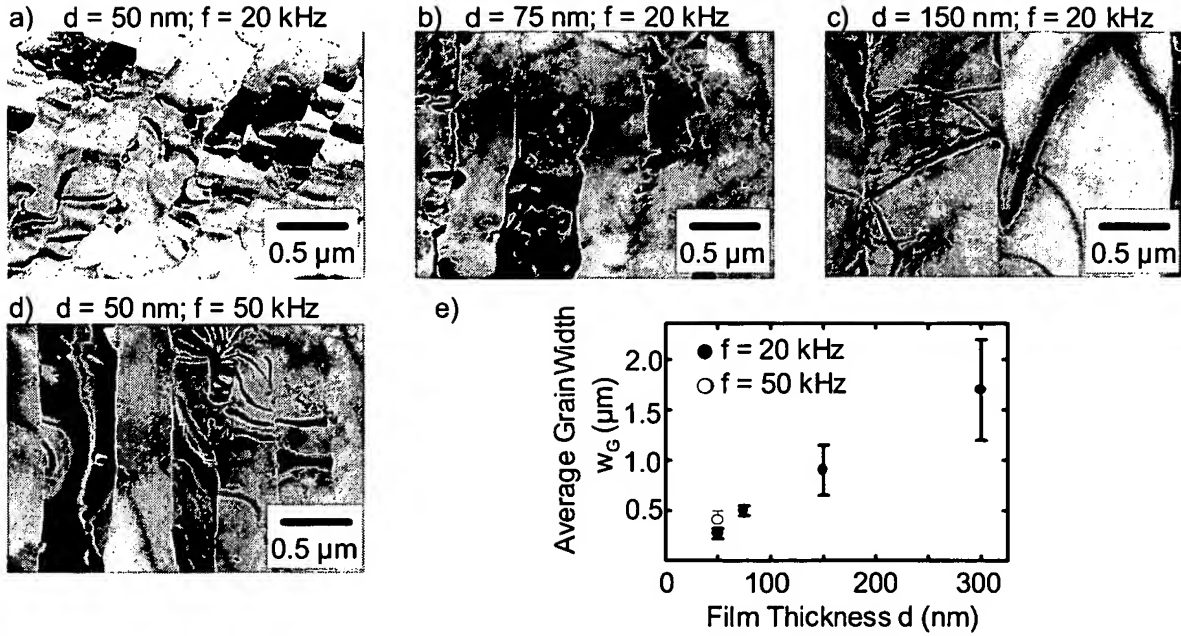 a) d = 50 nm; f = 20 kHz
b) d = 75 nm; f = 20 kHz
c) d = 150 nm; f = 20 kHz
0.5 µm
0.5 µm
0.5 µm
d) d = 50 nm; f = 50 kHz
0.5 µm
e)
Average Grain Width
w_G (µm)
f = 20 kHz
f = 50 kHz
2.0
1.5
1.0
0.5
0
100
200
300
Film Thickness d (nm)